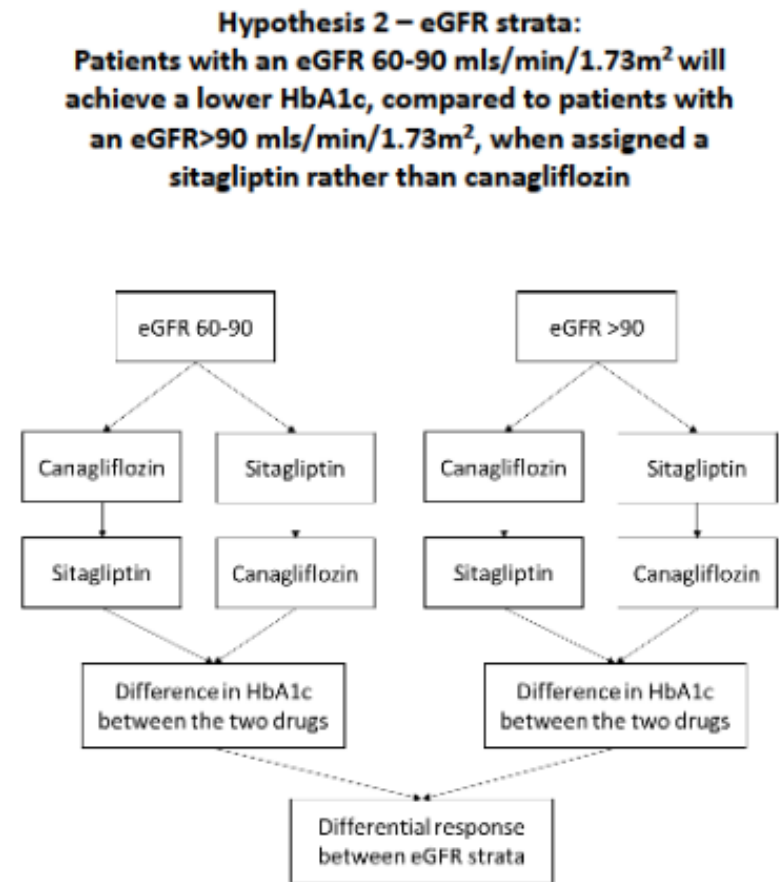 Hypothesis 2 – eGFR strata:
Patients with an eGFR 60-90 mls/min/1.73m² will
achieve a lower HbA1c, compared to patients with
an eGFR>90 mls/min/1.73m², when assigned a
sitagliptin rather than canagliflozin
eGFR 60-90
eGFR >90
Canagliflozin
Sitagliptin
Canagliflozin
Sitagliptin
Sitagliptin
Canagliflozin
Sitagliptin
Canagliflozin
Difference in HbA1c
between the two drugs
Difference in HbA1c
between the two drugs
Differential response
between eGFR strata